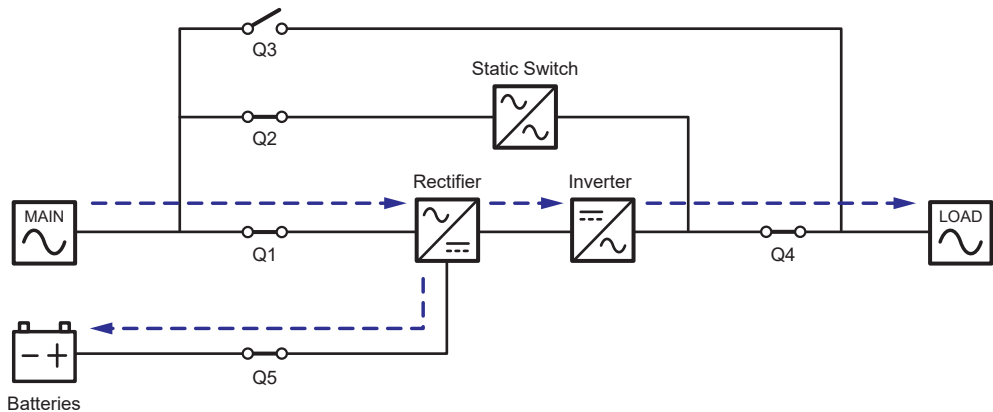 Q3
Static Switch
Q2
Rectifier
Inverter
MAIN
LOAD
Q1
Q4
Q5
Batteries